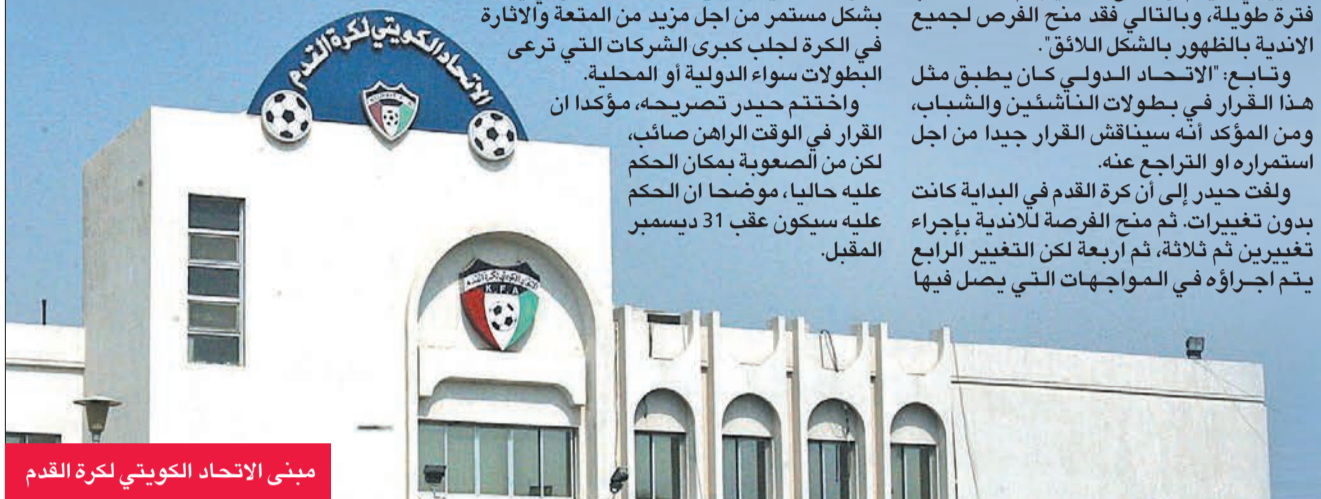 فترة طويلة، وبالتالي فقد منح الفرص لجميع
الاندية بالظهور بالشكل اللائق".
وتابع: "الاتحاد الدولي كان يطبق مثل
هذا القرار في بطولات الناشئين والشباب،
ومن المؤكد أنه سيناقش القرار جيدا من اجل
استمراره او التراجع عنه.
ولفت حيدر إلى أن كرة القدم في البداية كانت
بدون تغييرات. ثم منح الفرصة للاندية بإجراء
تغييرين ثم ثلاثة، ثم اربعة لكن التغيير الرابع
يتم اجراؤه في المواجهات التي يصل فيها
بشكل مستمر من اجل مزيد من المتعة والاثارة
في الكرة لجلب كبرى الشركات التي ترعى
البطولات سواء الدولية أو المحلية.
واختتم حيدر تصريحه، مؤكدا ان
القرار في الوقت الراهن صائب،
لكن من الصعوبة بمكان الحكم
عليه حاليا، موضحا ان الحكم
عليه سيكون عقب 31 ديسمبر
المقبل.
الاتحاد الكويتي لكرة القدم
الاتحاد الكويتي لكرة القدم
K.F.A
مبنى الاتحاد الكويتي لكرة القدم